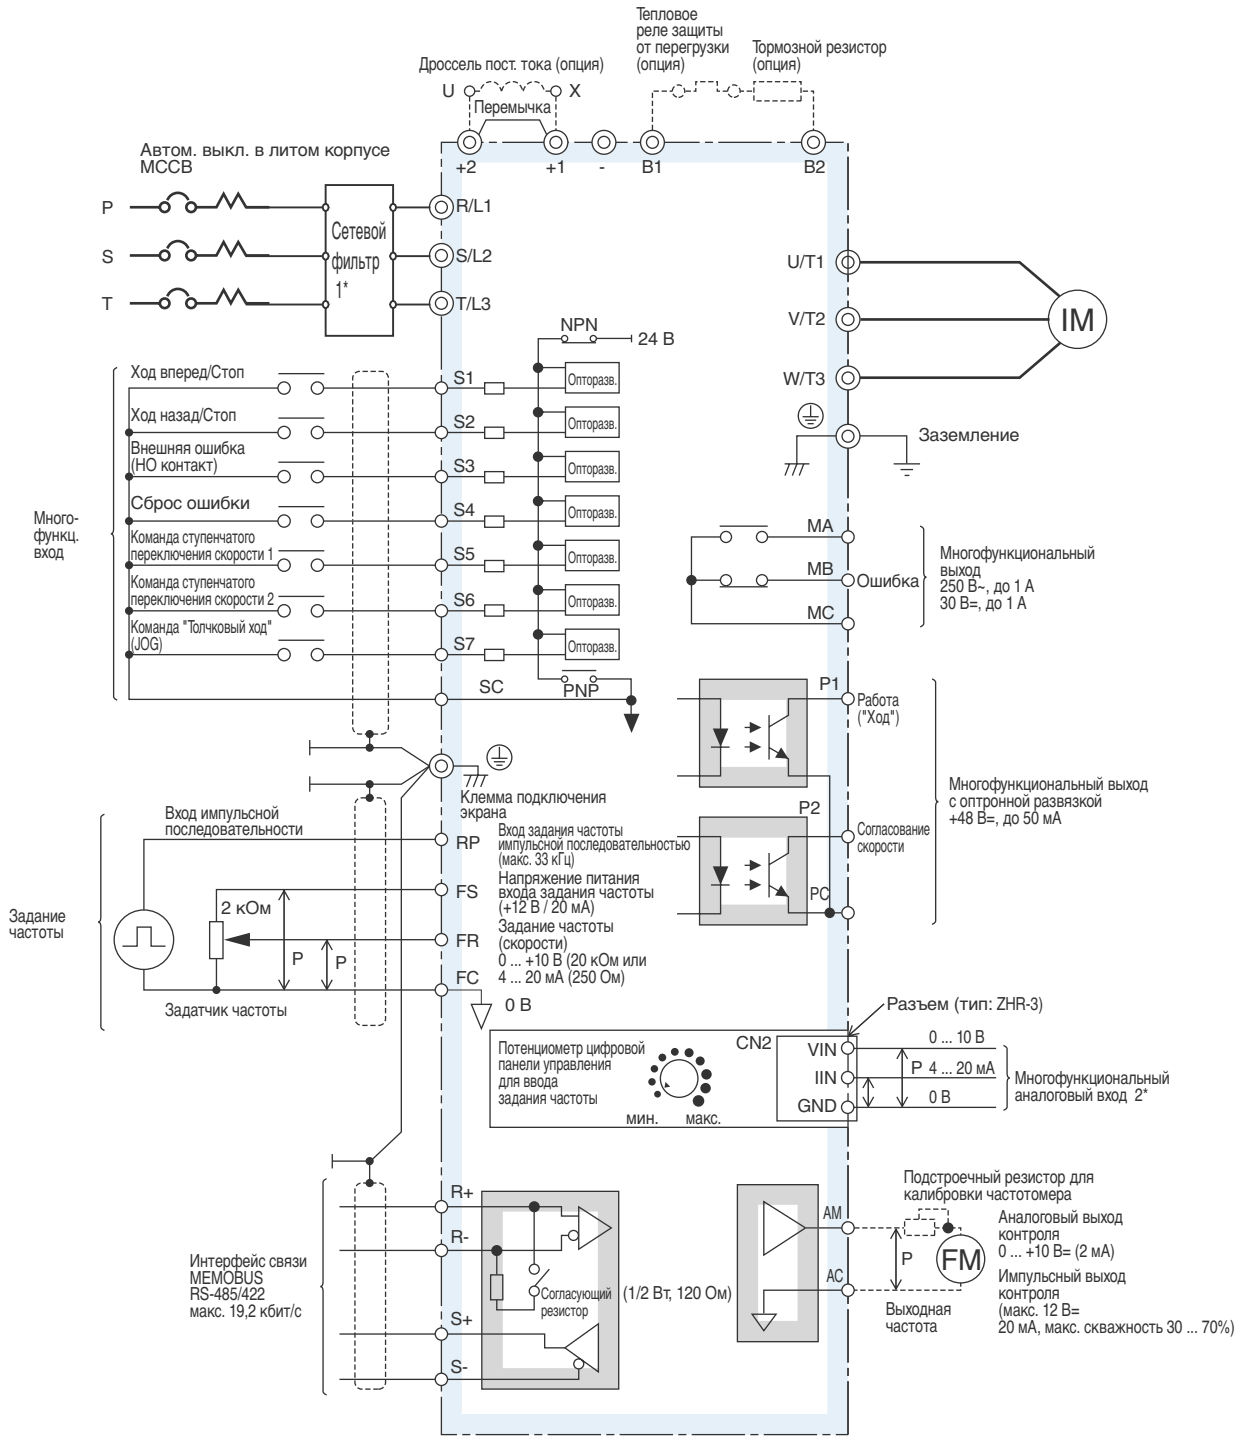 Тепловое
реле защиты
от перегрузки
(опция)
Тормозной резистор
(опция)
Дроссель пост. тока (опция)
U
X
Перемычка
Автом. выкл. в литом корпусе
MCCB
+2
+1
-
B1
B2
P
S
T
Сетевой
фильтр
1*
R/L1
S/L2
T/L3
U/T1
V/T2
W/T3
IM
NPN
24 В
Заземление
Много-
функц.
вход
Ход вперед/Стоп
S1
Опторазв.
Ход назад/Стоп
S2
Опторазв.
Внешняя ошибка
(НО контакт)
S3
Опторазв.
Сброс ошибки
S4
Опторазв.
Команда ступенчатого
переключения скорости 1
S5
Опторазв.
Команда ступенчатого
переключения скорости 2
S6
Опторазв.
Команда "Толчковый ход"
(JOG)
S7
Опторазв.
SC
PNP
MA
MB
MC
Ошибка
Многофункциональный
выход
250 В~, до 1 А
30 В=, до 1 А
P1
Работа
("Ход")
P2
Согласование
скорости
PC
Многофункциональный выход
с оптронной развязкой
+48 В=, до 50 мА
Клемма подключения
экрана
Задание
частоты
Вход импульсной
последовательности
2 кОм
P
P
Задатчик частоты
RP
Вход задания частоты
импульсной последовательностью
(макс. 33 кГц)
FS
Напряжение питания
входа задания частоты
(+12 В / 20 мА)
FR
Задание частоты
(скорости)
0 ... +10 В (20 кОм или
4 ... 20 мА (250 Ом)
FC
0 В
Потенциометр цифровой
панели управления
для ввода
задания частоты
мин.
макс.
CN2
VIN
IIN
GND
Разъем (тип: ZHR-3)
0 ... 10 В
P
4 ... 20 мА
0 В
Многофункциональный
аналоговый вход 2*
Интерфейс связи
MEMOBUS
RS-485/422
макс. 19,2 кбит/с
R+
R-
S+
S-
Согласующий
резистор
(1/2 Вт, 120 Ом)
AM
AC
P
FM
Выходная
частота
Подстроечный резистор для
калибровки частотомера
Аналоговый выход
контроля
0 ... +10 В= (2 мА)
Импульсный выход
контроля
(макс. 12 В=
20 мА, макс. скважность 30 ... 70%)